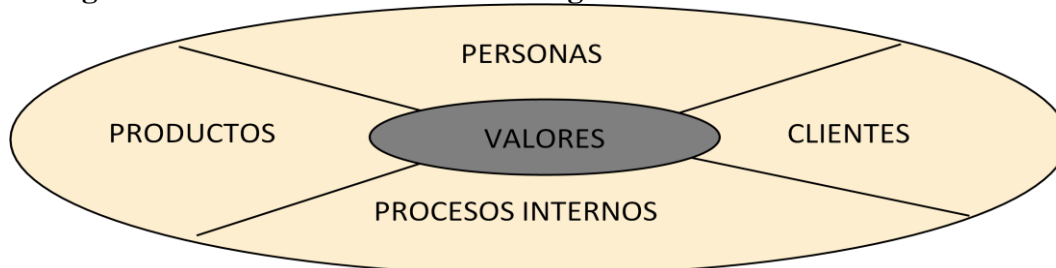 PERSONAS
PRODUCTOS
VALORES
CLIENTES
PROCESOS INTERNOS